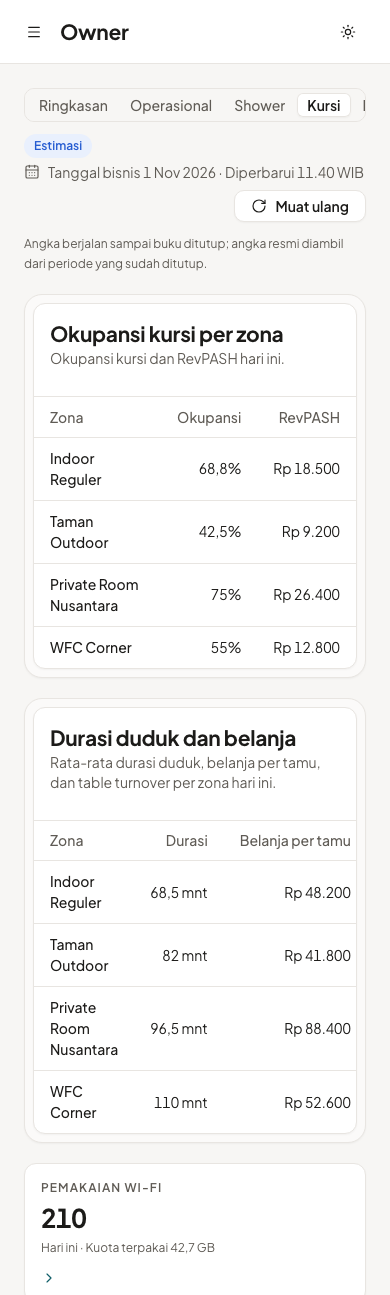 Owner
Ringkasan Operasional Shower Kursi
Estimasi
Tanggal bisnis 1 Nov 2026 · Diperbarui 11.40 WIB
Muat ulang
Angka berjalan sampai buku ditutup; angka resmi diambil
dari periode yang sudah ditutup.
Okupansi kursi per zona
Okupansi kursi dan RevPASH hari ini.
Zona Okupansi RevPASH
Indoor
Reguler 68,8% Rp 18.500
Taman
Outdoor 42,5% Rp 9.200
Private Room
Nusantara 75% Rp 26.400
WFC Corner 55% Rp 12.800
Durasi duduk dan belanja
Rata-rata durasi duduk, belanja per tamu,
dan table turnover per zona hari ini.
Zona Durasi Belanja per tamu
Indoor
Reguler 68,5 mnt Rp 48.200
Taman
Outdoor 82 mnt Rp 41.800
Private
Room
Nusantara 96,5 mnt Rp 88.400
WFC
Corner 110 mnt Rp 52.600
PEMAKAIAN WI-FI
210
Hari ini · Kuota terpakai 42,7 GB